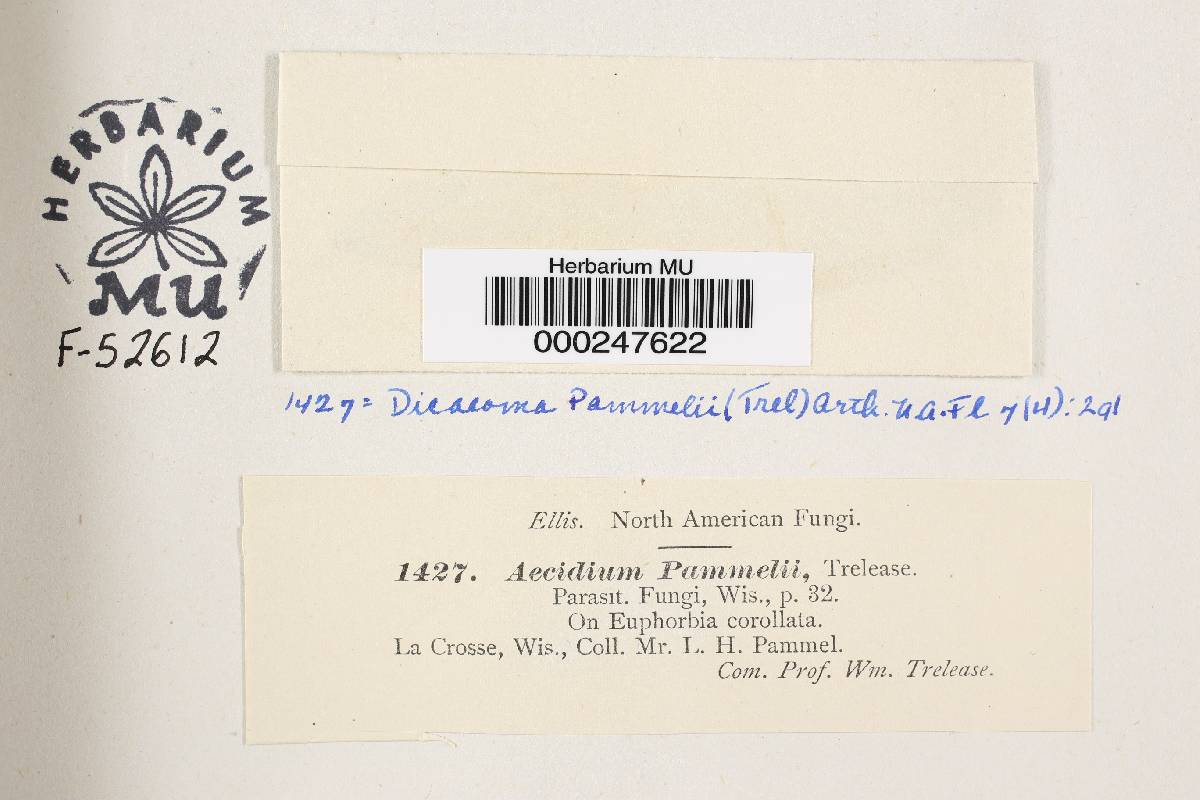 HERBARIUM
MU
F-52612
Herbarium MU
000247622
1427= Dicaeoma Pammelii (Trel) Arth. N.A. Fl 7(4): 291
Ellis. North American Fungi.
1427. Aecidium Pammelii, Trelease.
Parasit. Fungi, Wis., p. 32.
On Euphorbia corollata.
La Crosse, Wis., Coll. Mr. L. H. Pammel.
Com. Prof. Wm. Trelease.